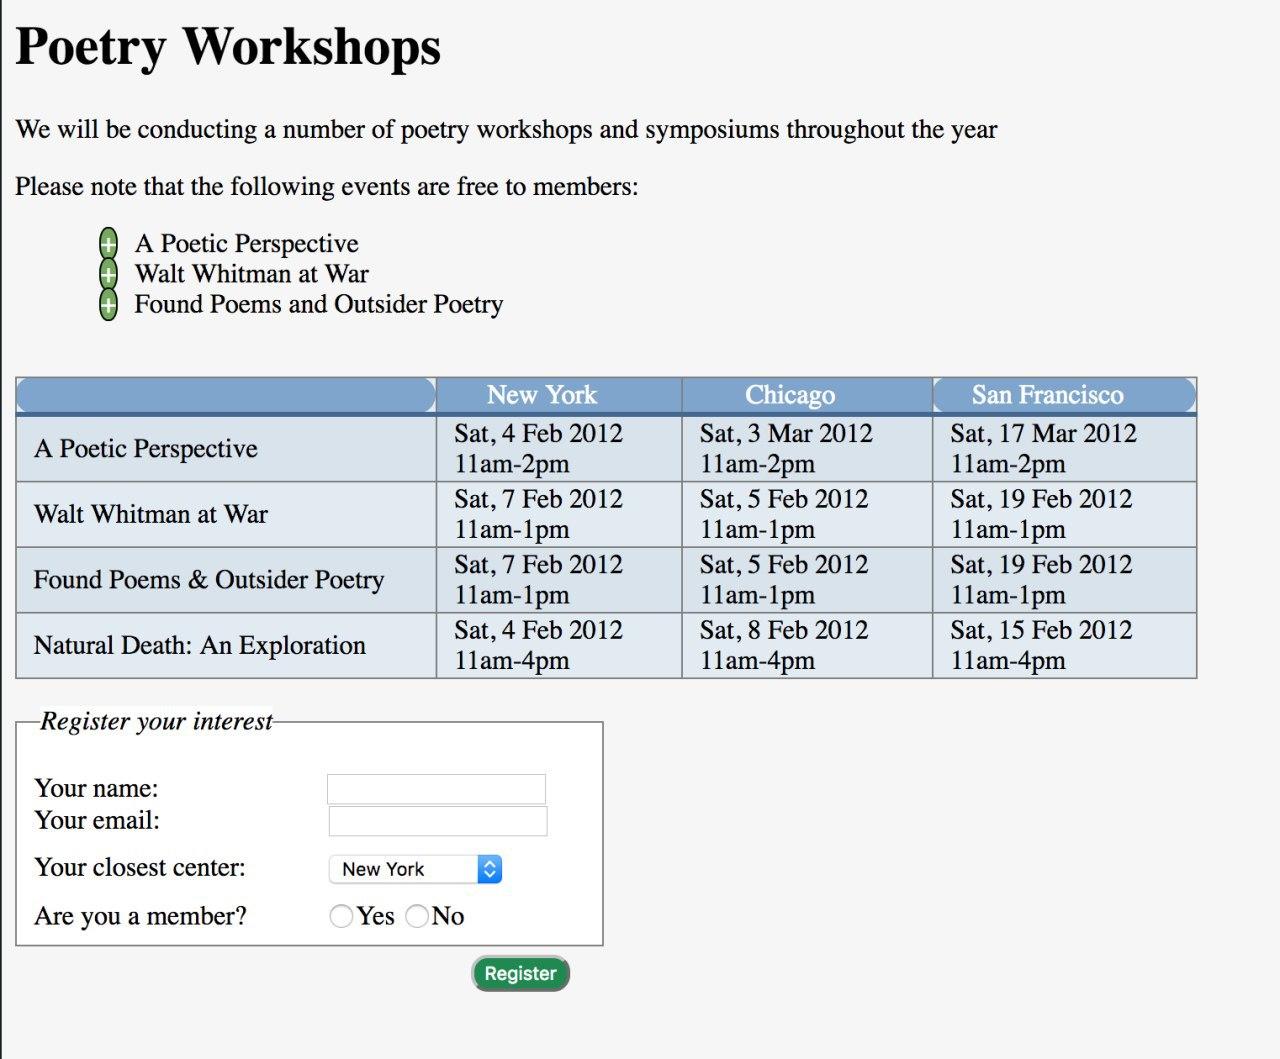 Poetry Workshops
We will be conducting a number of poetry workshops and symposiums throughout the year
Please note that the following events are free to members:
A Poetic Perspective
Walt Whitman at War
Found Poems and Outsider Poetry
New York Chicago San Francisco
A Poetic Perspective
Sat, 4 Feb 2012
11am-2pm
Sat, 3 Mar 2012
11am-2pm
Sat, 17 Mar 2012
11am-2pm
Walt Whitman at War
Sat, 7 Feb 2012
11am-1pm
Sat, 5 Feb 2012
11am-1pm
Sat, 19 Feb 2012
11am-1pm
Found Poems & Outsider Poetry
Sat, 7 Feb 2012
11am-1pm
Sat, 5 Feb 2012
11am-1pm
Sat, 19 Feb 2012
11am-1pm
Natural Death: An Exploration
Sat, 4 Feb 2012
11am-4pm
Sat, 8 Feb 2012
11am-4pm
Sat, 15 Feb 2012
11am-4pm
Register your interest
Your name:
Your email:
Your closest center: New York
Are you a member? Yes No
Register